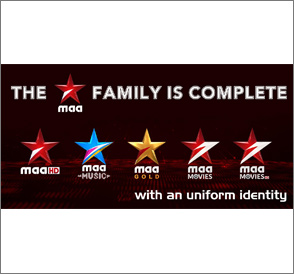 THE maa FAMILY IS COMPLETE
maa HD
maa MUSIC
maa GOLD
maa MOVIES
maa MOVIES HD
with an uniform identity